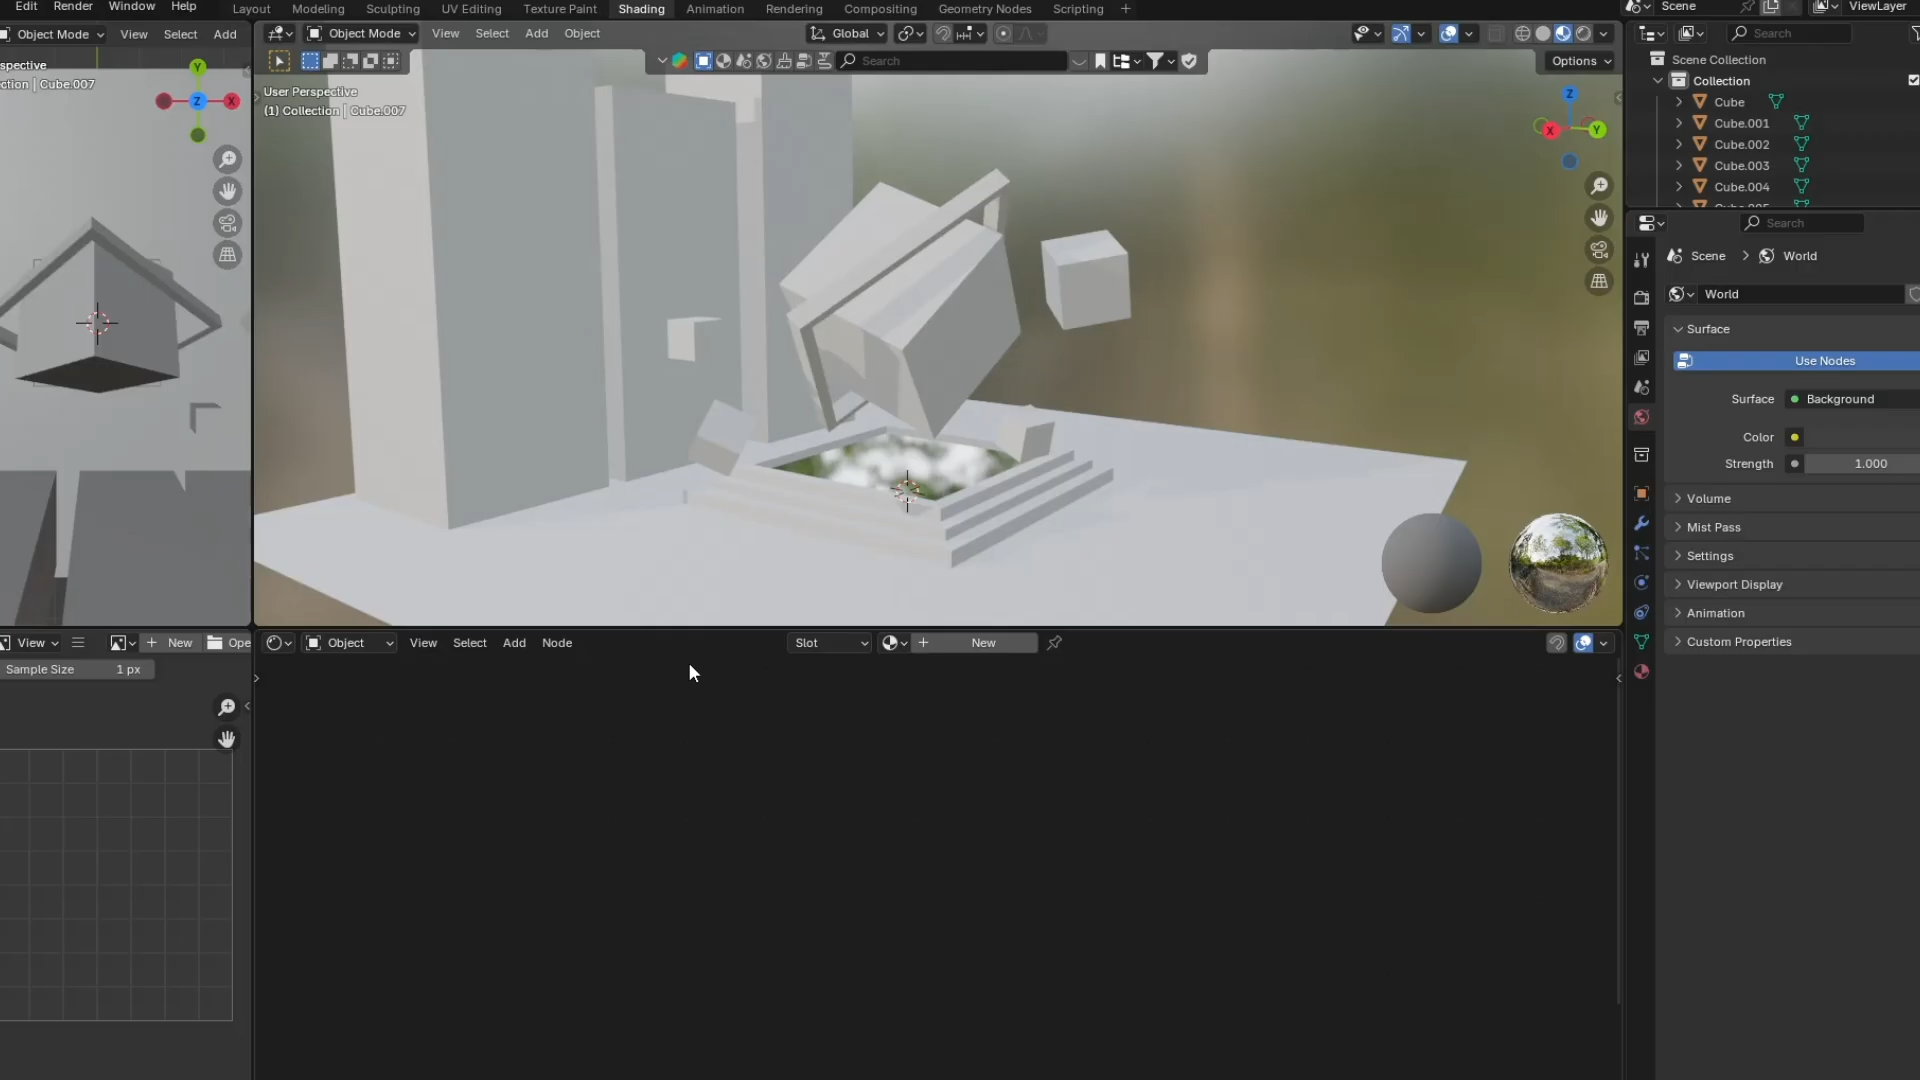 Edit Render Window Help Layout Modeling Sculpting UV Editing Texture Paint Shading Animation Rendering Compositing Geometry Nodes Scripting + Scene ViewLayer
Object Mode View Select Add
Object Mode View Select Add Object Global
Search
Search
Options
spective
ction | Cube.007
User Perspective
(1) Collection | Cube.007
Y
Z
X
Z
X
Y
Scene Collection
Collection
Cube
Cube.001
Cube.002
Cube.003
Cube.004
Search
Scene > World
World
Surface
Use Nodes
Surface Background
Color
Strength 1.000
Volume
Mist Pass
Settings
Viewport Display
Animation
Custom Properties
View + New Ope
Sample Size 1 px
Object View Select Add Node Slot + New